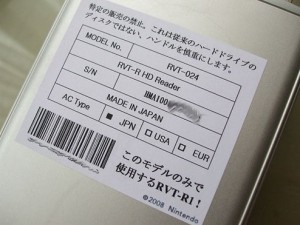 特定の販売の禁止。これは従来のハードドライブの
ディスクではない、ハンドルを慎重にします。
MODEL No. RVT-024
RVT-R HD Reader
S/N HMA100
MADE IN JAPAN
AC Type ■ JPN □ USA □ EUR
このモデルのみで
使用するRVT-R1!
©2008 Nintendo